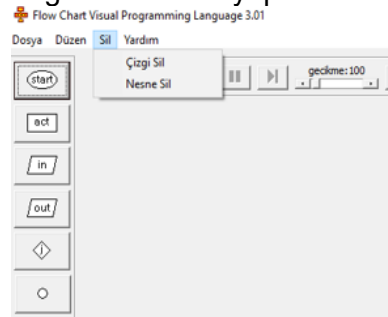 Flow Chart Visual Programming Language 3.01
Dosya Düzen Sil Yardım
Çizgi Sil
Nesne Sil
gecikme:100
start
act
in
out